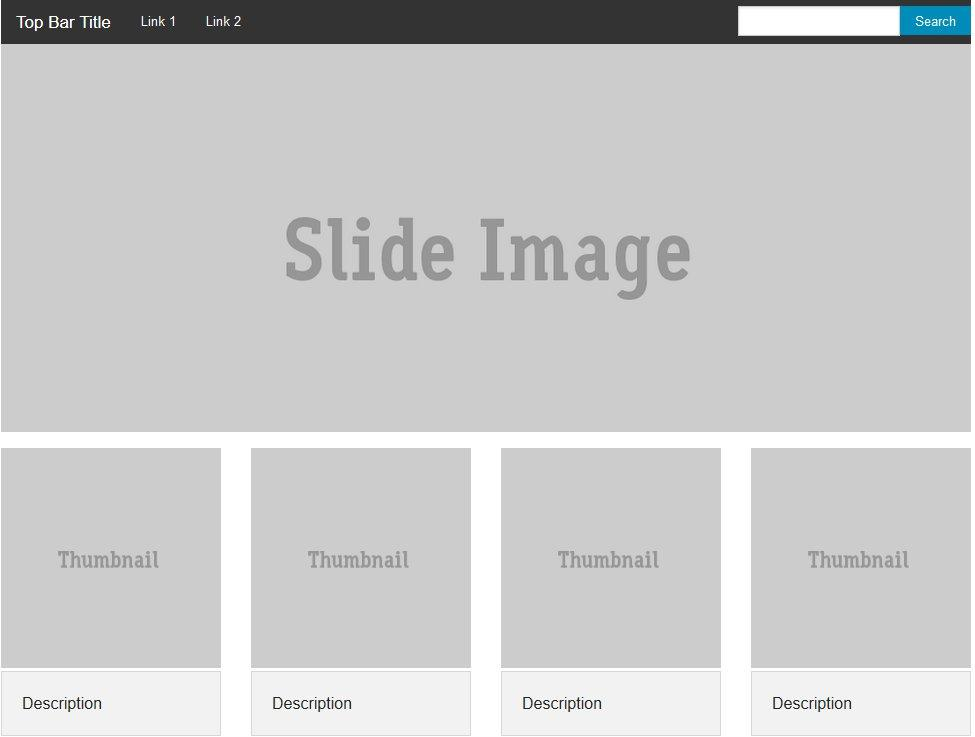 Top Bar Title Link 1 Link 2 Search
Slide Image
Thumbnail Thumbnail Thumbnail Thumbnail
Description Description Description Description